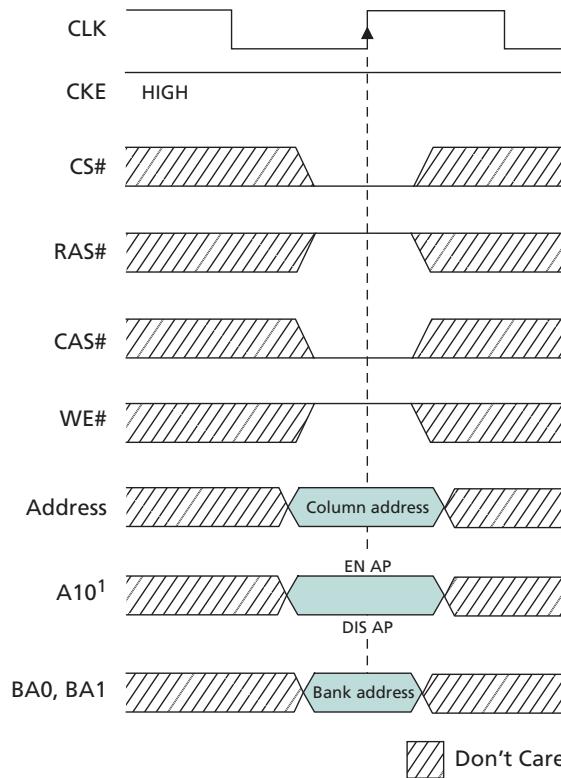 CLK
CKE HIGH
CS#
RAS#
CAS#
WE#
Address Column address
EN AP
A10¹
DIS AP
BA0, BA1 Bank address
Don't Care